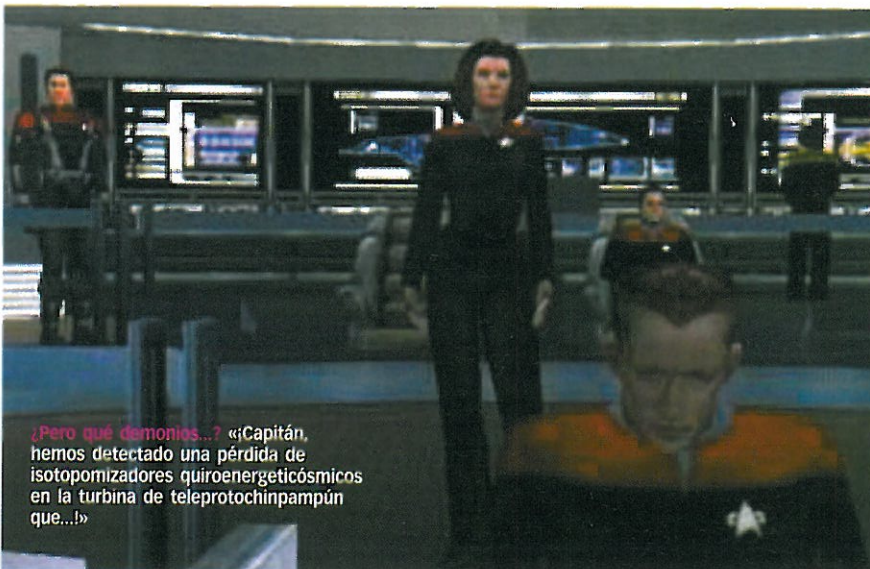 ¿Pero qué demonios...? «¡Capitán,
hemos detectado una pérdida de
isotopomizadores quiroenergeticósmicos
en la turbina de teleprotochinpampún
que...!»